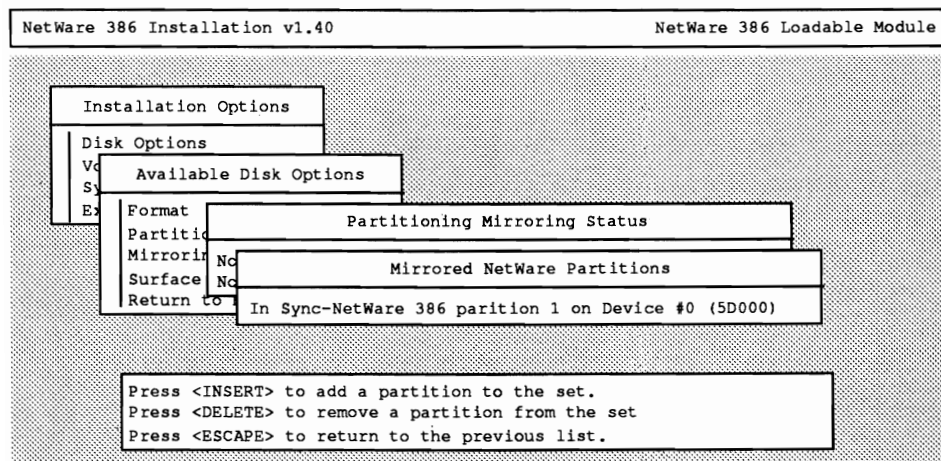 NetWare 386 Installation v1.40 NetWare 386 Loadable Module
Installation Options
Disk Options
Available Disk Options
Format
Partitioning Mirroring Status
Mirrored NetWare Partitions
Surface
Return to
In Sync-NetWare 386 parition 1 on Device #0 (5D000)
Press <INSERT> to add a partition to the set.
Press <DELETE> to remove a partition from the set
Press <ESCAPE> to return to the previous list.